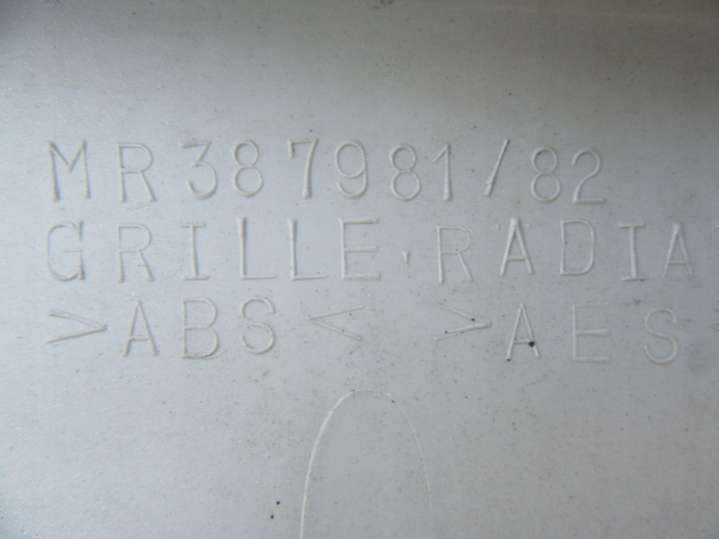 MR387981/82
GRILLE,RADIA
>ABS< >AES